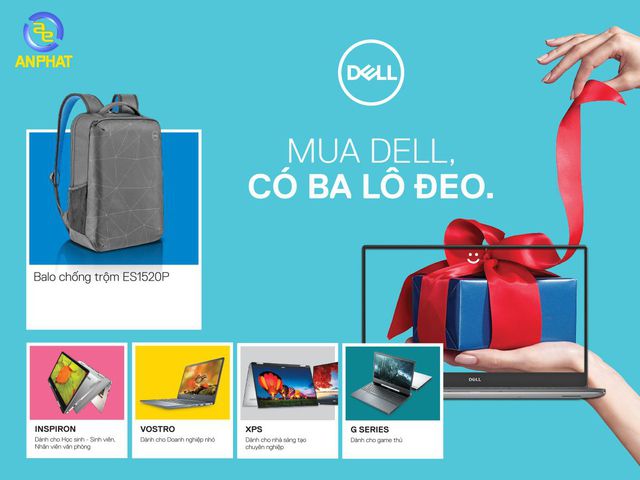 ANPHAT
DELL
MUA DELL,
CÓ BA LÔ ĐEO.
Balo chống trộm ES1520P
DELL
INSPIRON
Dành cho Học sinh - Sinh viên,
Nhân viên văn phòng
VOSTRO
Dành cho Doanh nghiệp nhỏ
XPS
Dành cho nhà sáng tạo
chuyên nghiệp
G SERIES
Dành cho game thủ